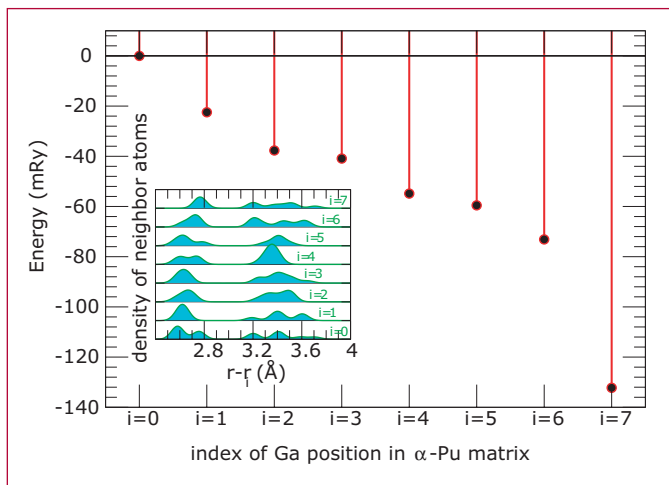 0
-20
-40
-60
-80
-100
-120
-140
Energy (mRy)
density of neighbor atoms
i=7
i=6
i=5
i=4
i=3
i=2
i=1
i=0
2.8 3.2 3.6 4
r-ri (Å)
i=0 i=1 i=2 i=3 i=4 i=5 i=6 i=7
index of Ga position in α-Pu matrix